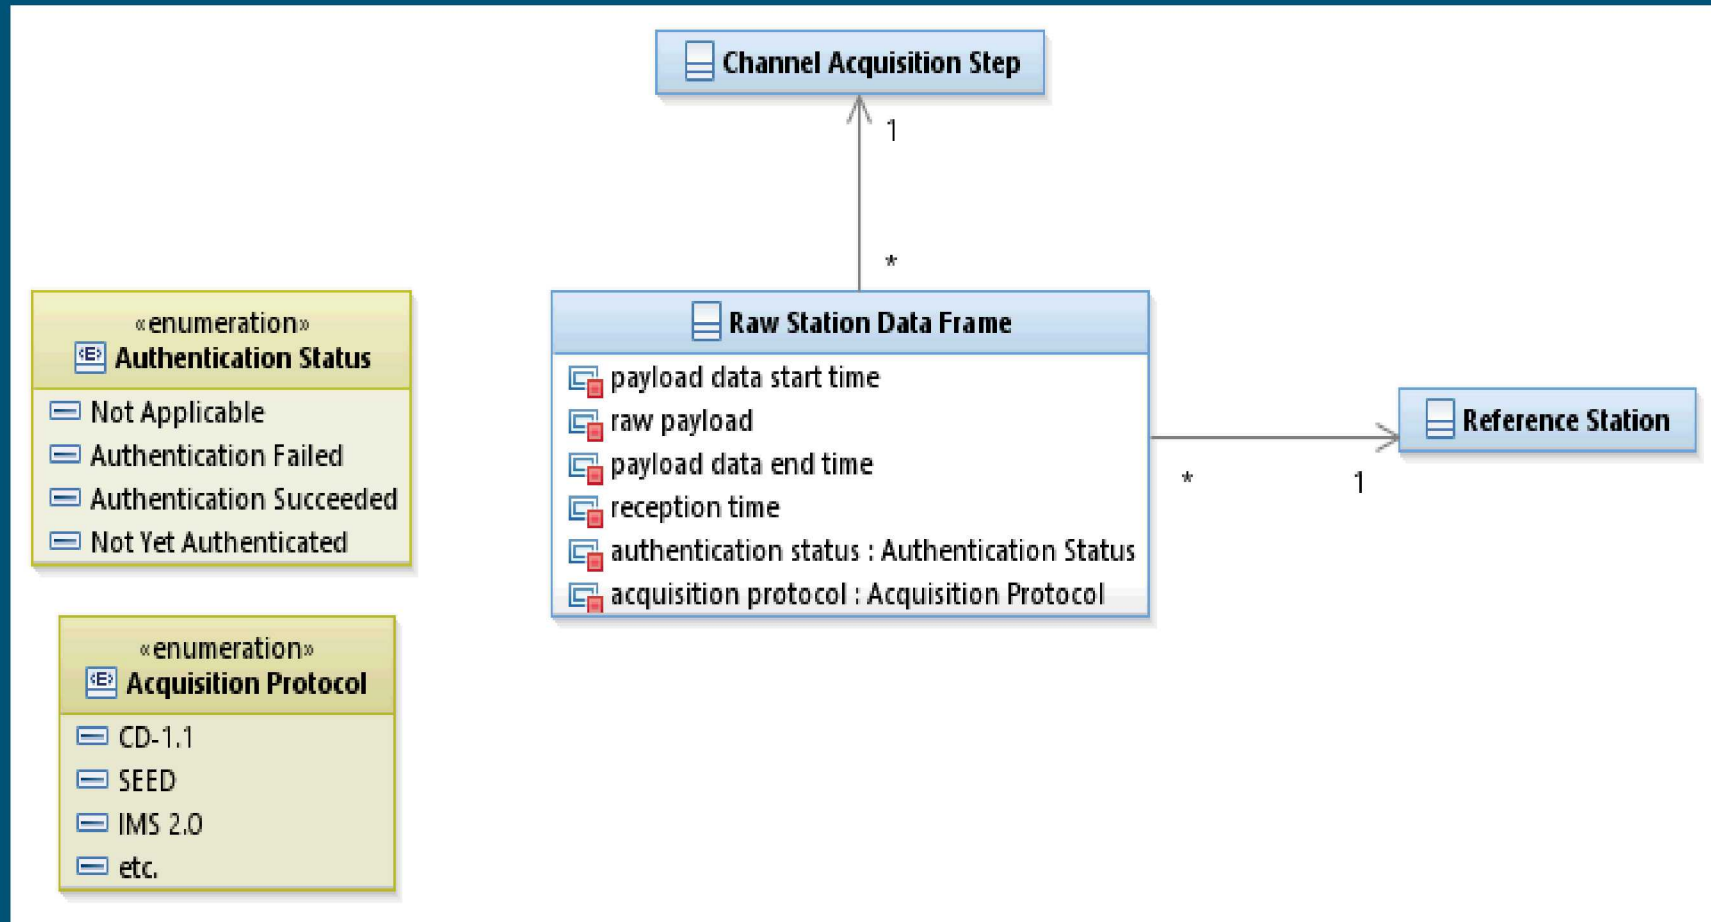 Channel Acquisition Step
1
*
«enumeration»
Authentication Status
Not Applicable
Authentication Failed
Authentication Succeeded
Not Yet Authenticated
Raw Station Data Frame
payload data start time
raw payload
payload data end time
reception time
authentication status : Authentication Status
acquisition protocol : Acquisition Protocol
*
1
Reference Station
«enumeration»
Acquisition Protocol
CD-1.1
SEED
IMS 2.0
etc.